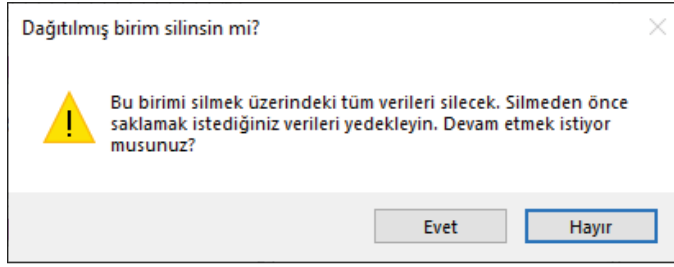 Dağıtılmış birim silinsin mi?
Bu birimi silmek üzerindeki tüm verileri silecek. Silmeden önce
saklamak istediğiniz verileri yedekleyin. Devam etmek istiyor
musunuz?
Evet
Hayır